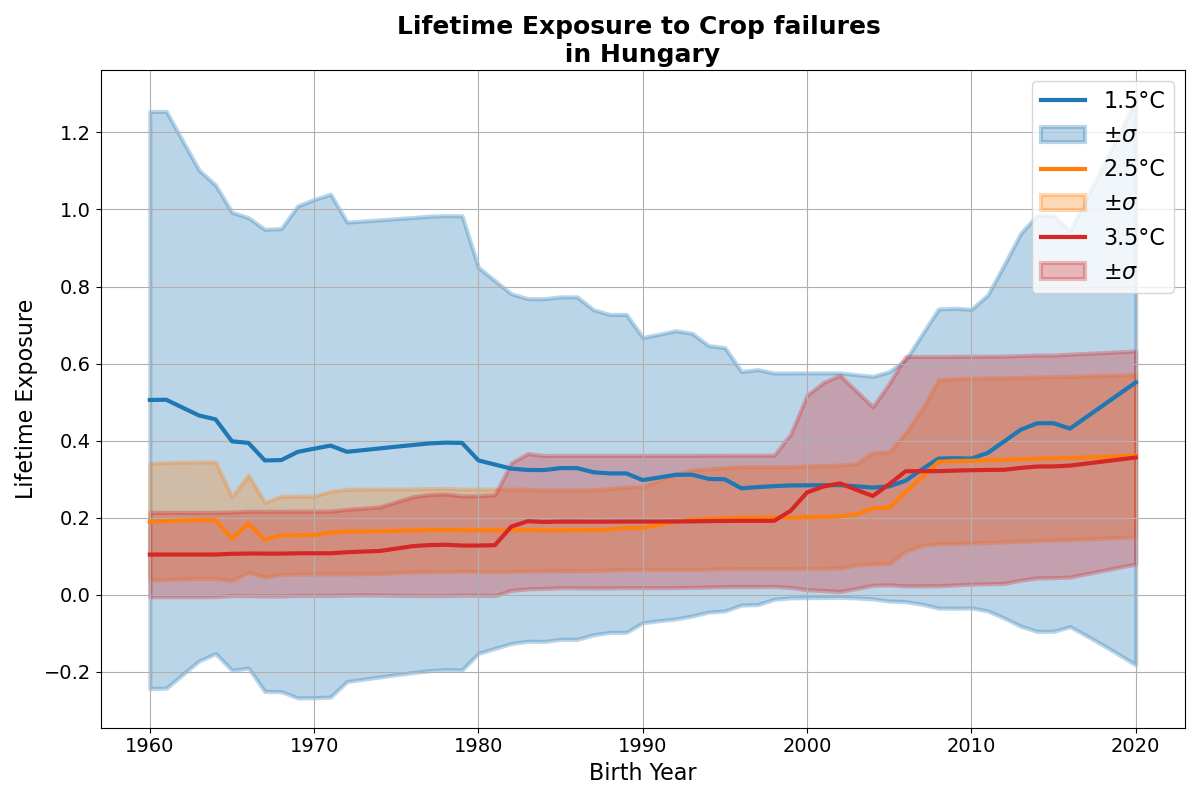 Lifetime Exposure to Crop failures
in Hungary
1.5°C
±σ
2.5°C
±σ
3.5°C
±σ
Lifetime Exposure
1.2
1.0
0.8
0.6
0.4
0.2
0.0
−0.2
1960 1970 1980 1990 2000 2010 2020
Birth Year